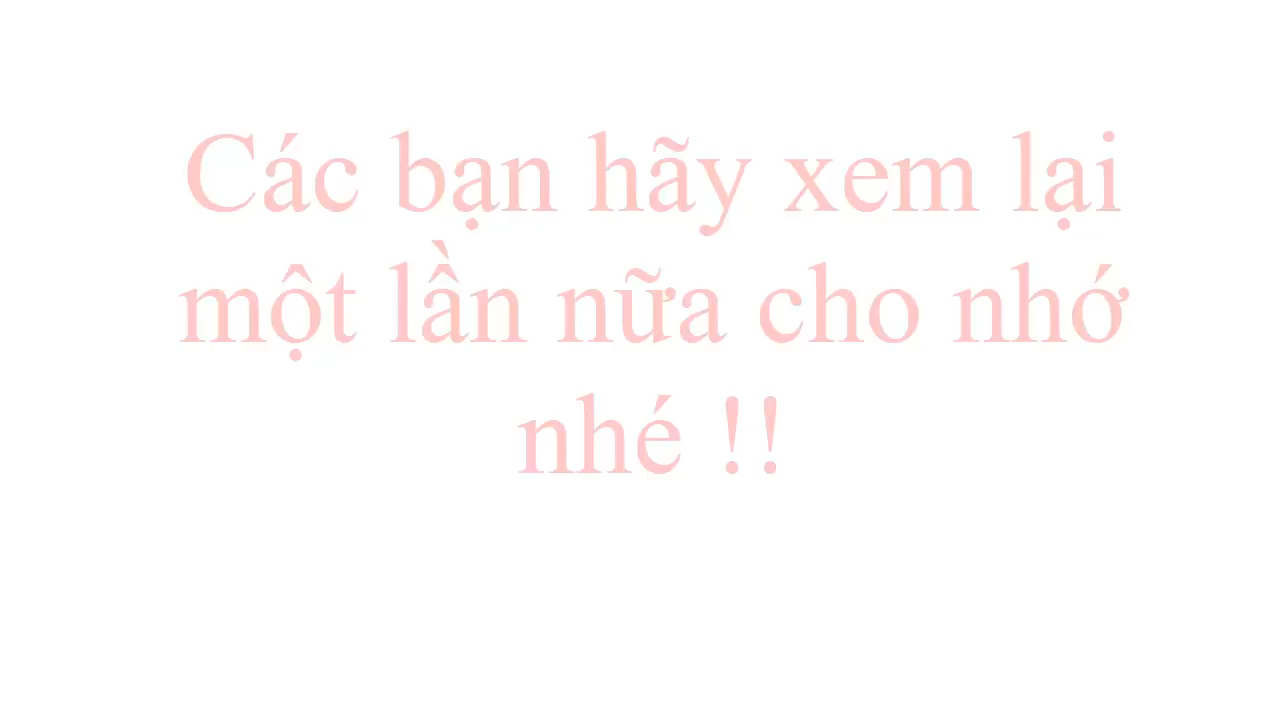 Các bạn hãy xem lại
một lần nữa cho nhớ
nhé !!